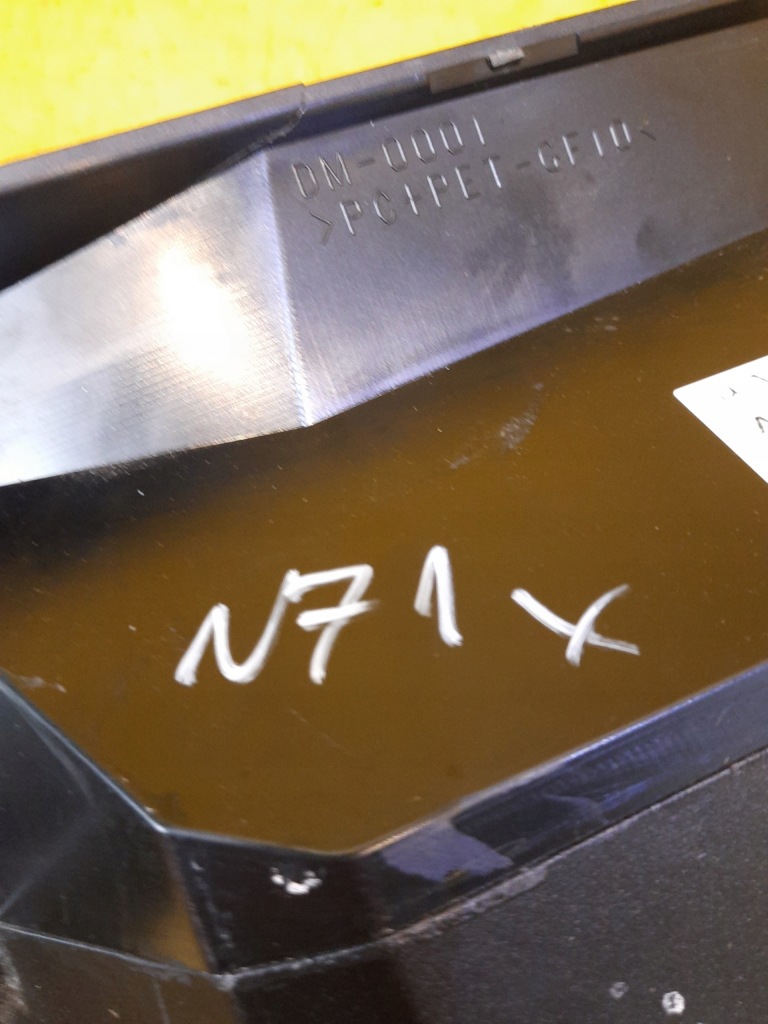 DM-0001
>PC+PET-GF10<
N71X